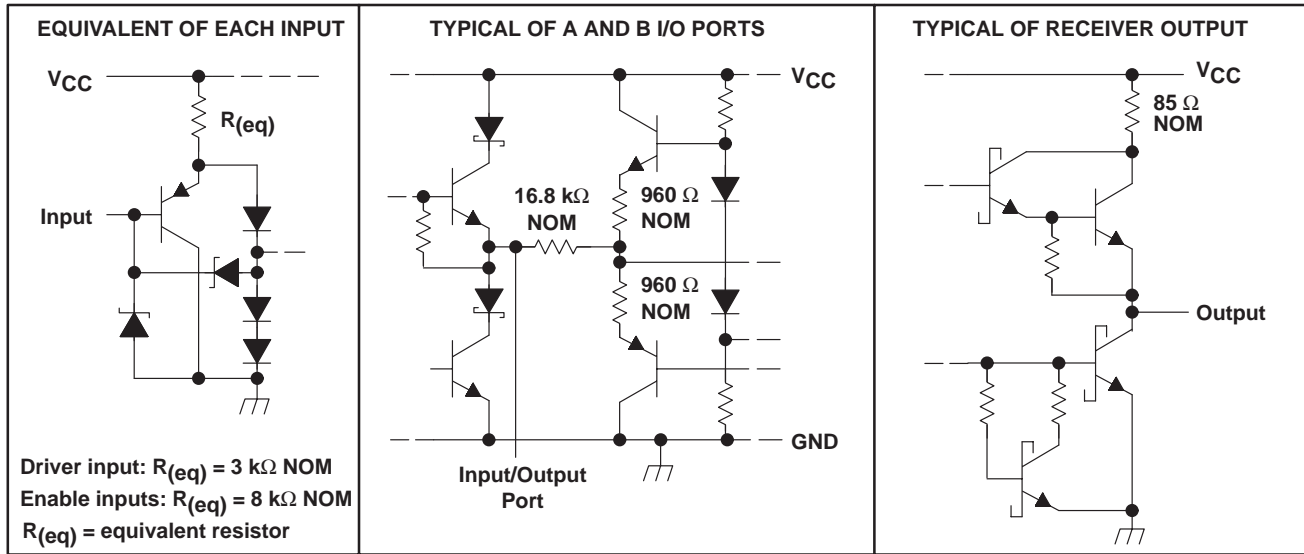 EQUIVALENT OF EACH INPUT
VCC
R(eq)
Input
Driver input: R(eq) = 3 kΩ NOM
Enable inputs: R(eq) = 8 kΩ NOM
R(eq) = equivalent resistor
TYPICAL OF A AND B I/O PORTS
VCC
16.8 kΩ
NOM
960 Ω
NOM
960 Ω
NOM
GND
Input/Output
Port
TYPICAL OF RECEIVER OUTPUT
VCC
85 Ω
NOM
Output